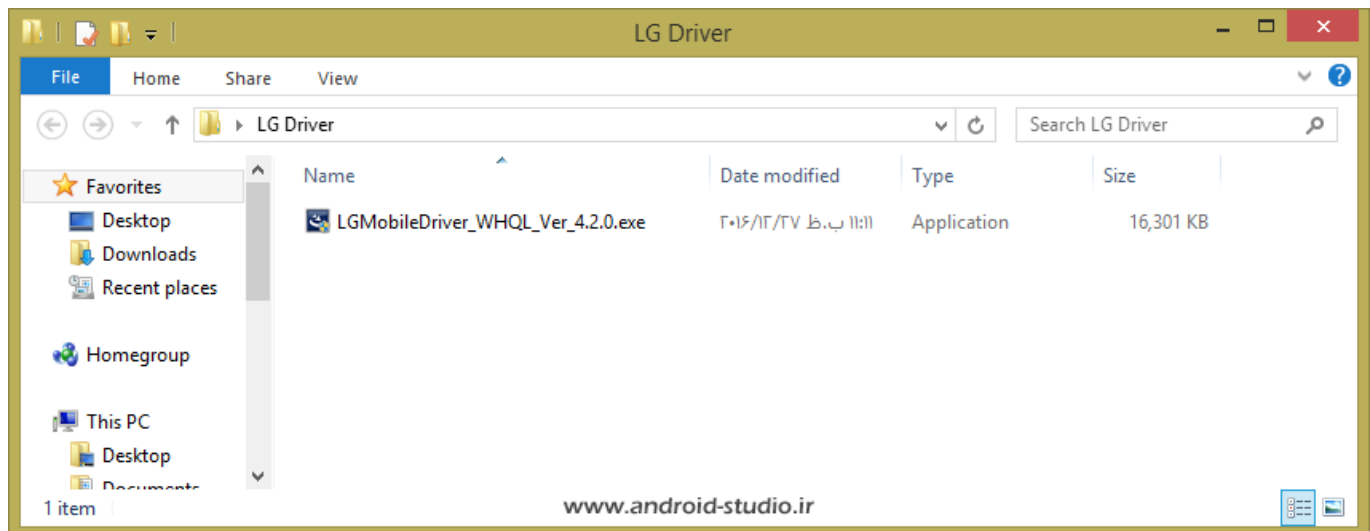 LG Driver
File Home Share View
LG Driver Search LG Driver
Name Date modified Type Size
Favorites
Desktop
LGMobileDriver_WHQL_Ver_4.2.0.exe ۲۰۱۶/۱۲/۲۷ ب.ظ ۱۱:۱۱ Application 16,301 KB
Downloads
Recent places
Homegroup
This PC
Desktop
Documents
1 item
www.android-studio.ir